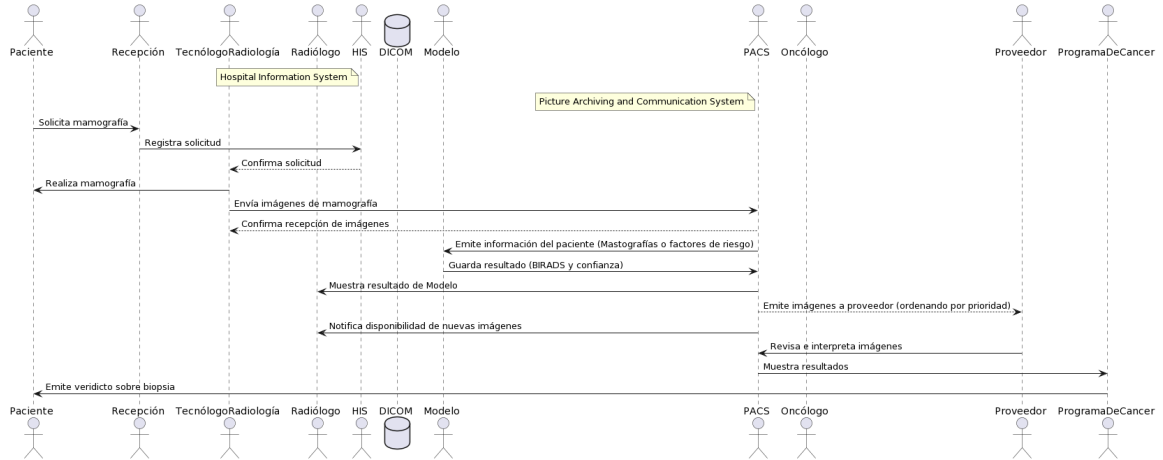 Paciente Recepción TecnólogoRadiología Radiólogo HIS DICOM Modelo PACS Oncólogo Proveedor ProgramaDeCancer
Hospital Information System
Picture Archiving and Communication System
Solicita mamografía
Registra solicitud
Confirma solicitud
Realiza mamografía
Envía imágenes de mamografía
Confirma recepción de imágenes
Emite información del paciente (Mastografías o factores de riesgo)
Guarda resultado (BIRADS y confianza)
Muestra resultado de Modelo
Emite imágenes a proveedor (ordenando por prioridad)
Notifica disponibilidad de nuevas imágenes
Revisa e interpreta imágenes
Muestra resultados
Emite veridicto sobre biopsia
Paciente Recepción TecnólogoRadiología Radiólogo HIS DICOM Modelo PACS Oncólogo Proveedor ProgramaDeCancer